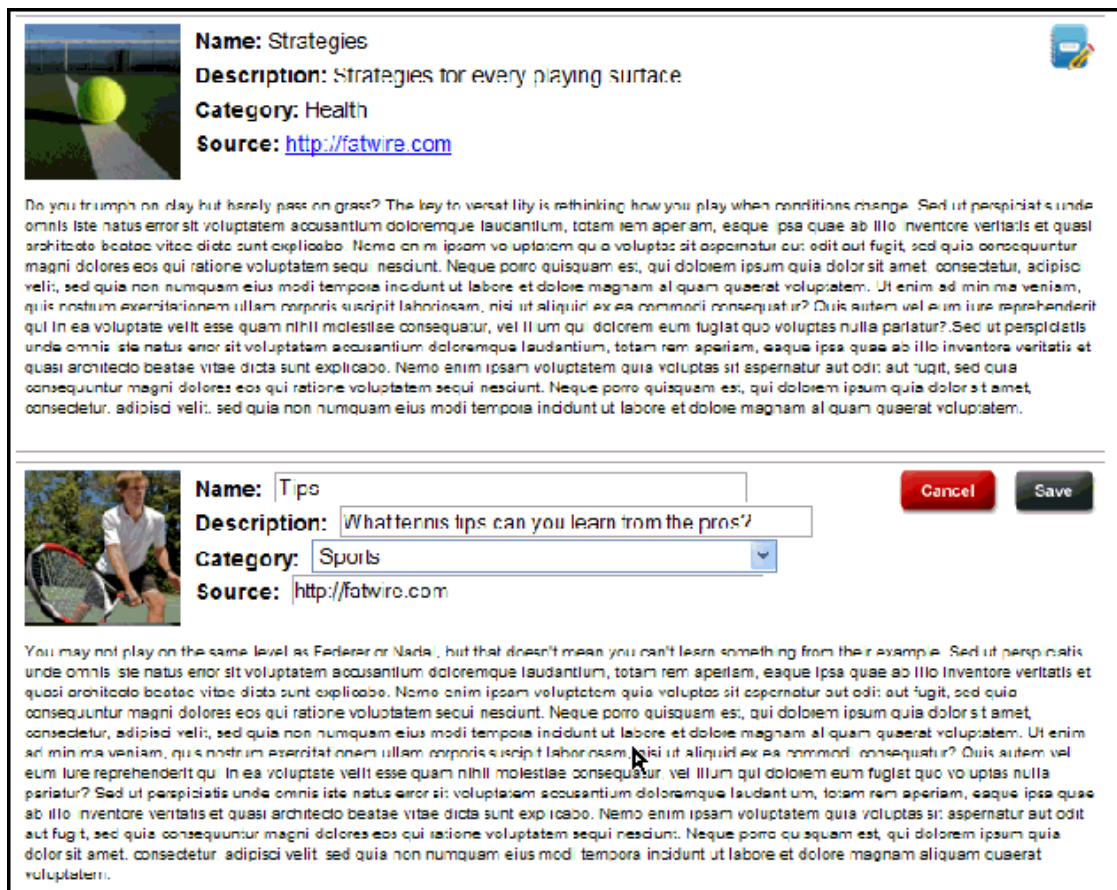 Name: Strategies
Description: Strategies for every playing surface
Category: Health
Source: http://fatwire.com
Do you triumph on clay but barely pass on grass? The key to versatility is rethinking how you play when conditions change. Sed ut perspiciatis unde
omnis iste natus error sit voluptatem accusantium doloremque laudantium, totam rem aperiam, eaque ipsa quae ab illo inventore veritatis et quasi
architecto beatae vitae dicta sunt explicabo. Nemo enim ipsam voluptatem quia voluptas sit aspernatur aut odit aut fugit, sed quia consequuntur
magni dolores eos qui ratione voluptatem sequi nesciunt. Neque porro quisquam est, qui dolorem ipsum quia dolor sit amet, consectetur, adipisci
velit, sed quia non numquam eius modi tempora incidunt ut labore et dolore magnam aliquam quaerat voluptatem. Ut enim ad minima veniam,
quis nostrum exercitationem ullam corporis suscipit laboriosam, nisi ut aliquid ex ea commodi consequatur? Quis autem vel eum iure reprehenderit
qui in ea voluptate velit esse quam nihil molestiae consequatur, vel illum qui dolorem eum fugiat quo voluptas nulla pariatur?.Sed ut perspiciatis
unde omnis iste natus error sit voluptatem accusantium doloremque laudantium, totam rem aperiam, eaque ipsa quae ab illo inventore veritatis et
quasi architecto beatae vitae dicta sunt explicabo. Nemo enim ipsam voluptatem quia voluptas sit aspernatur aut odit aut fugit, sed quia
consequuntur magni dolores eos qui ratione voluptatem sequi nesciunt. Neque porro quisquam est, qui dolorem ipsum quia dolor sit amet,
consectetur, adipisci velit, sed quia non numquam eius modi tempora incidunt ut labore et dolore magnam aliquam quaerat voluptatem.
Name: Tips
Cancel
Save
Description: What tennis tips can you learn from the pros?
Category: Sports
Source: http://fatwire.com
You may not play on the same level as Federer or Nadal, but that doesn't mean you can't learn something from their example. Sed ut perspiciatis
unde omnis iste natus error sit voluptatem accusantium doloremque laudantium, totam rem aperiam, eaque ipsa quae ab illo inventore veritatis et
quasi architecto beatae vitae dicta sunt explicabo. Nemo enim ipsam voluptatem quia voluptas sit aspernatur aut odit aut fugit, sed quia
consequuntur magni dolores eos qui ratione voluptatem sequi nesciunt. Neque porro quisquam est, qui dolorem ipsum quia dolor sit amet,
consectetur, adipisci velit, sed quia non numquam eius modi tempora incidunt ut labore et dolore magnam aliquam quaerat voluptatem. Ut enim
ad minima veniam, quis nostrum exercitationem ullam corporis suscipit laboriosam, nisi ut aliquid ex ea commodi consequatur? Quis autem vel
eum iure reprehenderit qui in ea voluptate velit esse quam nihil molestiae consequatur, vel illum qui dolorem eum fugiat quo voluptas nulla
pariatur? Sed ut perspiciatis unde omnis iste natus error sit voluptatem accusantium doloremque laudantium, totam rem aperiam, eaque ipsa quae
ab illo inventore veritatis et quasi architecto beatae vitae dicta sunt explicabo. Nemo enim ipsam voluptatem quia voluptas sit aspernatur aut odit
aut fugit, sed quia consequuntur magni dolores eos qui ratione voluptatem sequi nesciunt. Neque porro quisquam est, qui dolorem ipsum quia
dolor sit amet, consectetur, adipisci velit, sed quia non numquam eius modi tempora incidunt ut labore et dolore magnam aliquam quaerat
voluptatem.